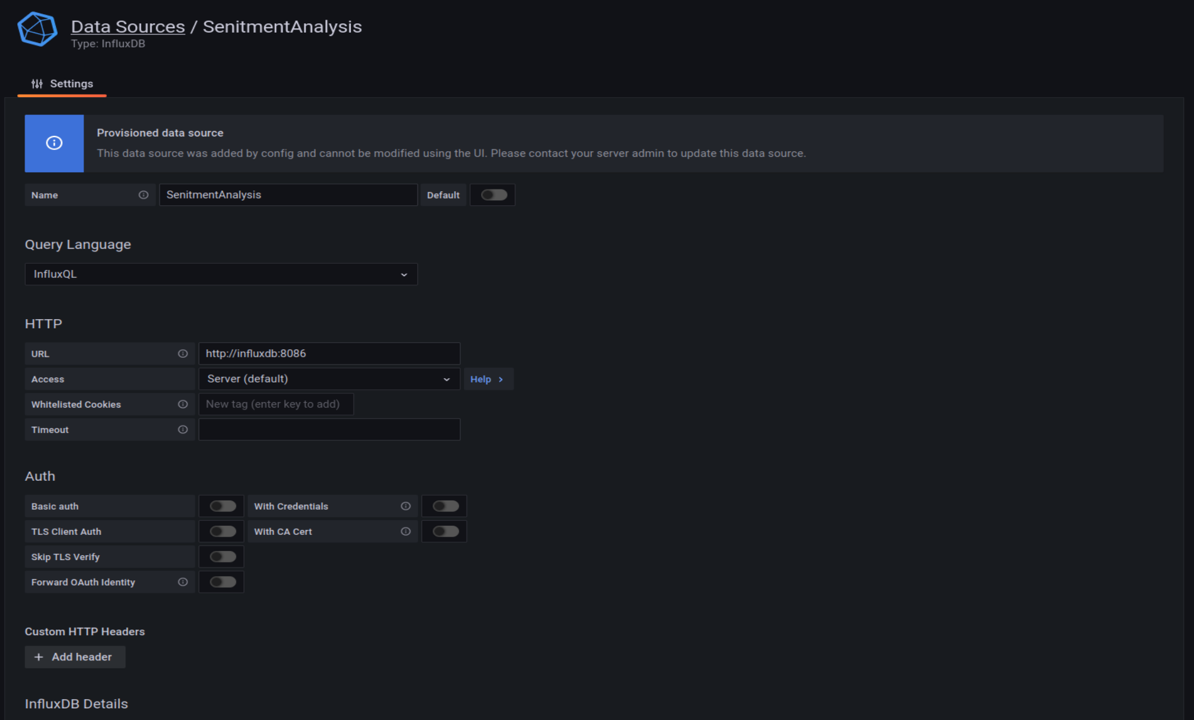 Data Sources / SenitmentAnalysis
Type: InfluxDB
Settings
Provisioned data source
This data source was added by config and cannot be modified using the UI. Please contact your server admin to update this data source.
Name SenitmentAnalysis Default
Query Language
InfluxQL
HTTP
URL http://influxdb:8086
Access Server (default) Help >
Whitelisted Cookies New tag (enter key to add)
Timeout
Auth
Basic auth With Credentials
TLS Client Auth With CA Cert
Skip TLS Verify
Forward OAuth Identity
Custom HTTP Headers
+ Add header
InfluxDB Details